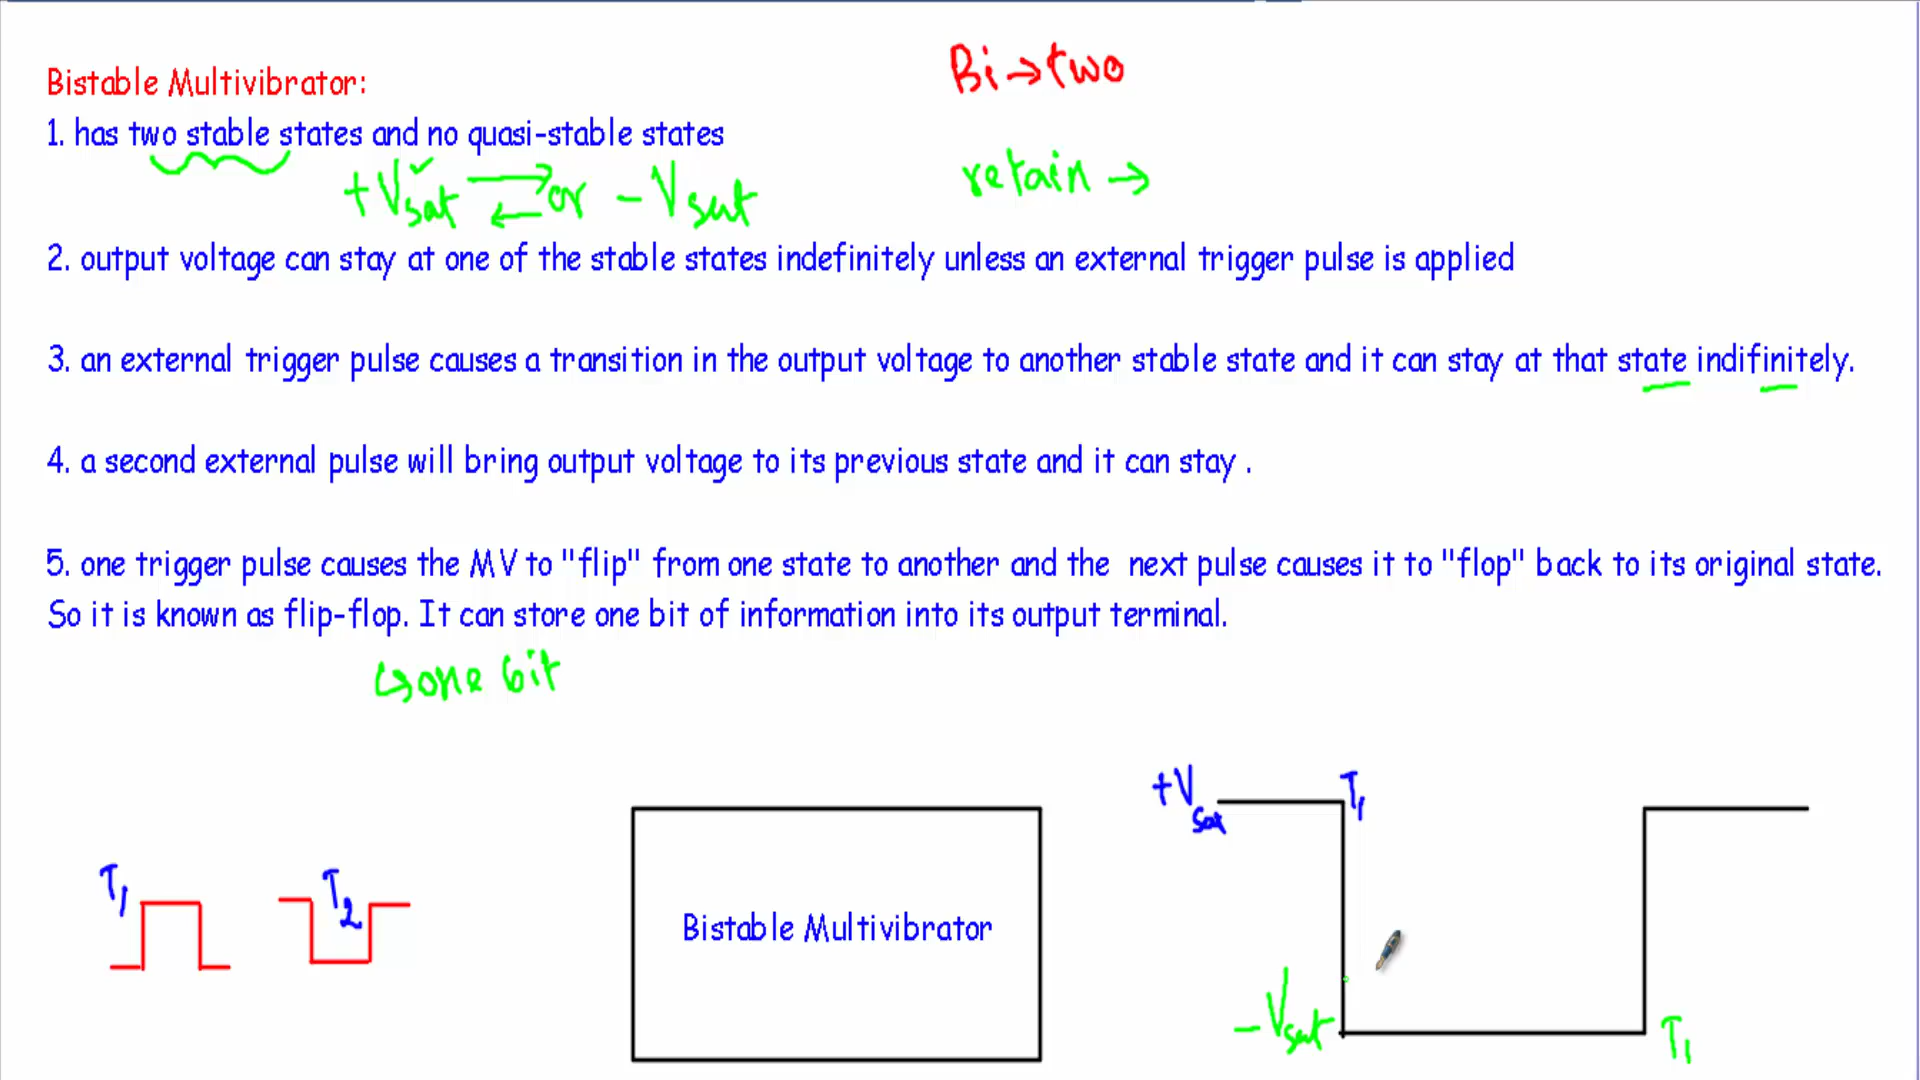 Bi → two
Bistable Multivibrator:
1. has two stable states and no quasi-stable states
retain →
+Vsat or -Vsat
2. output voltage can stay at one of the stable states indefinitely unless an external trigger pulse is applied
3. an external trigger pulse causes a transition in the output voltage to another stable state and it can stay at that state indifinitely.
4. a second external pulse will bring output voltage to its previous state and it can stay .
5. one trigger pulse causes the MV to "flip" from one state to another and the next pulse causes it to "flop" back to its original state.
So it is known as flip-flop. It can store one bit of information into its output terminal.
one bit
+Vsat T1
T1 T2
Bistable Multivibrator
-Vsat T1